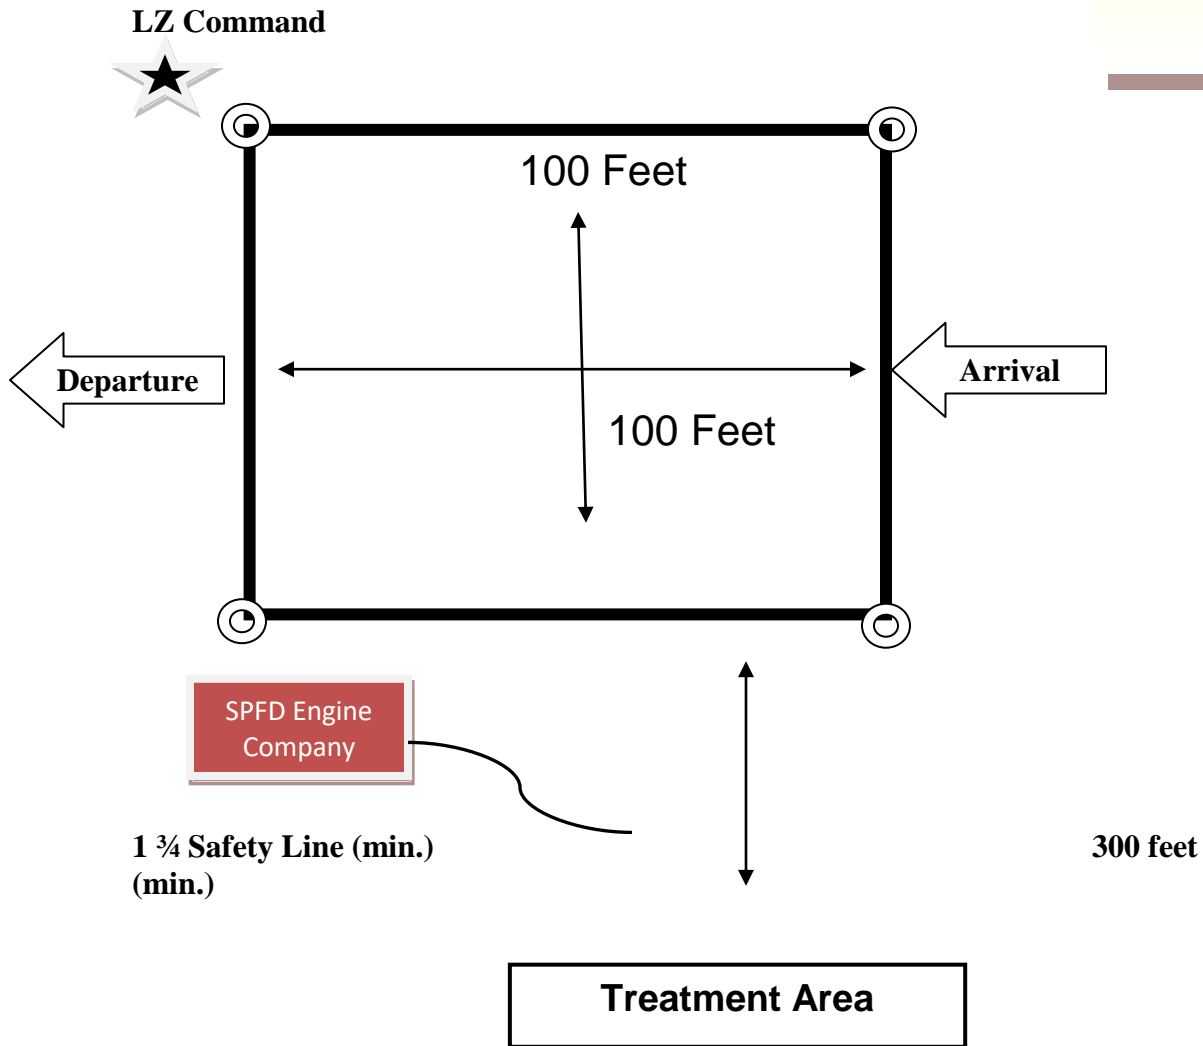 LZ Command
100 Feet
Departure
Arrival
100 Feet
SPFD Engine
Company
1 ¾ Safety Line (min.) 300 feet
(min.)
Treatment Area